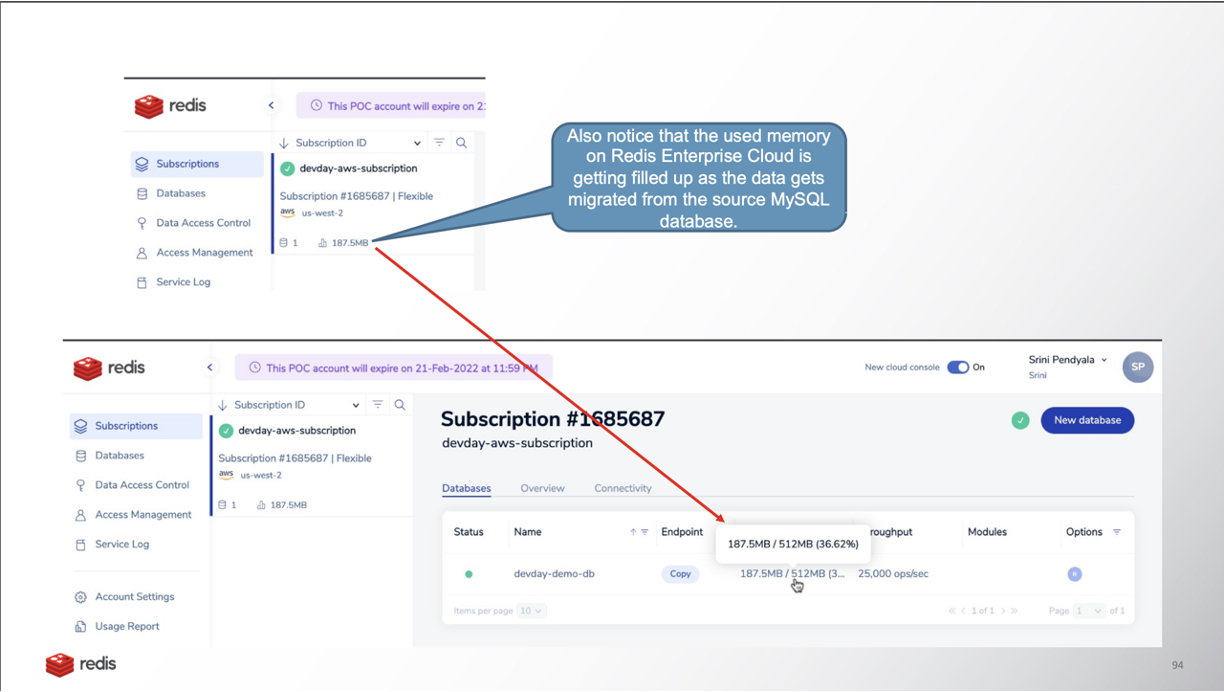 redis
This POC account will expire on 21
Subscription ID
Subscriptions
devday-aws-subscription
Databases
Subscription #1685687 | Flexible
aws us-west-2
Data Access Control
1 187.5MB
Access Management
Service Log
Also notice that the used memory
on Redis Enterprise Cloud is
getting filled up as the data gets
migrated from the source MySQL
database.
redis
This POC account will expire on 21-Feb-2022 at 11:59 PM
New cloud console On
Srini Pendyala
Srini
SP
Subscription ID
Subscriptions
devday-aws-subscription
Databases
Subscription #1685687 | Flexible
aws us-west-2
Data Access Control
1 187.5MB
Access Management
Service Log
Account Settings
Usage Report
Subscription #1685687
devday-aws-subscription
New database
Databases Overview Connectivity
Status Name Endpoint roughput Modules Options
187.5MB / 512MB (36.62%)
devday-demo-db Copy 187.5MB / 512MB (3... 25,000 ops/sec
Items per page 10 1 of 1 Page 1 of 1
redis
94